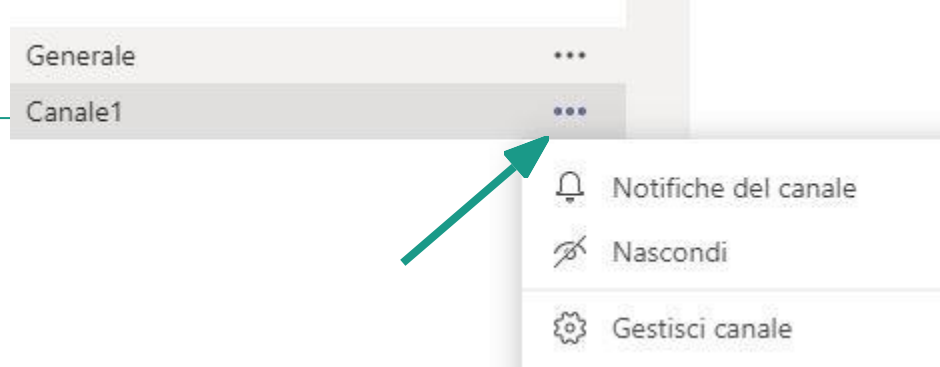 Generale
Canale1
Notifiche del canale
Nascondi
Gestisci canale